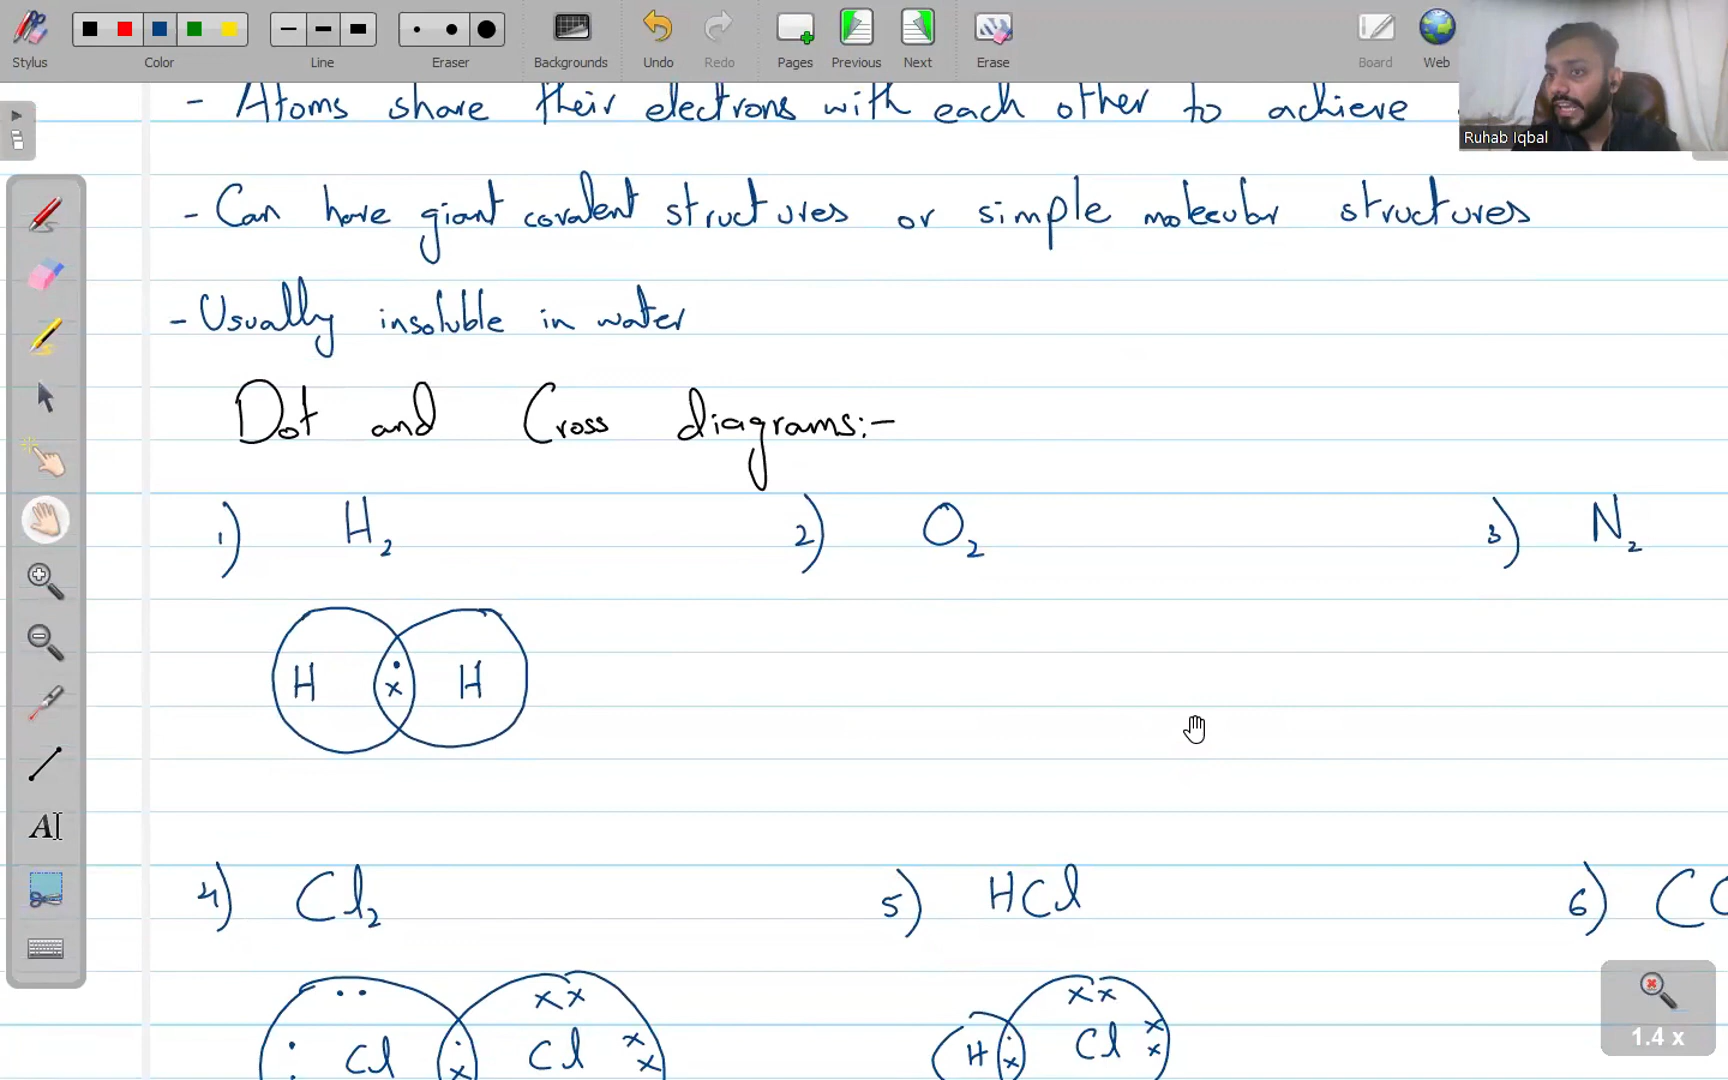 Stylus Color Line Eraser Backgrounds Undo Redo Pages Previous Next Erase Board Web
Ruhab Iqbal
- Atoms share their electrons with each other to achieve
- Can have giant covalent structures or simple molecular structures
- Usually insoluble in water
Dot and Cross diagrams:-
1) H₂ 2) O₂ 3) N₂
H • x H
4) Cl₂ 5) HCl 6) C
•• xx xx
• Cl • x Cl x x H • x Cl x x
1.4 x